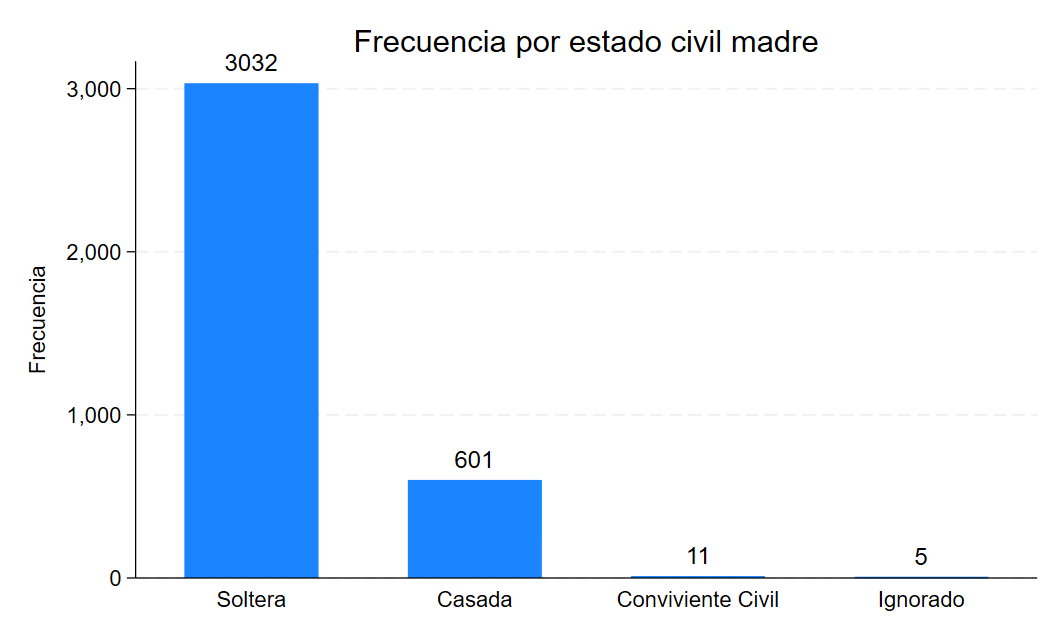 Frecuencia por estado civil madre
Frecuencia
3,000
2,000
1,000
0
3032
601
11
5
Soltera
Casada
Conviviente Civil
Ignorado